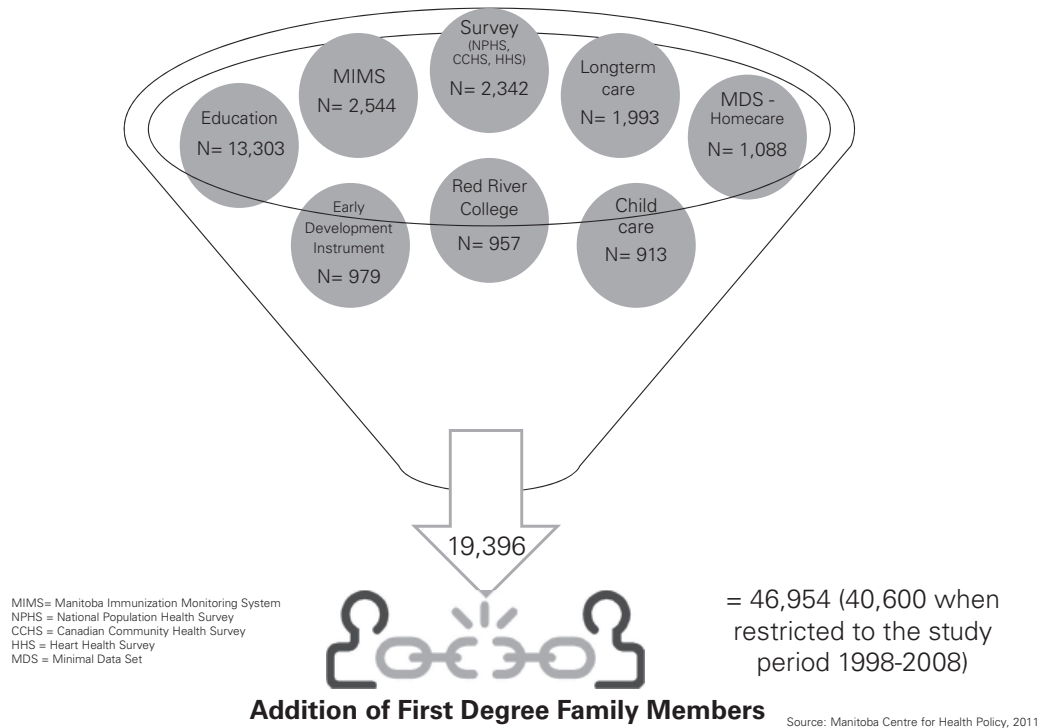 Survey
(NPHS,
CCHS, HHS)
N= 2,342
MIMS
N= 2,544
Longterm
care
N= 1,993
Education
N= 13,303
MDS -
Homecare
N= 1,088
Early
Development
Instrument
N= 979
Red River
College
N= 957
Child
care
N= 913
19,396
MIMS= Manitoba Immunization Monitoring System
NPHS = National Population Health Survey
CCHS = Canadian Community Health Survey
HHS = Heart Health Survey
MDS = Minimal Data Set
= 46,954 (40,600 when
restricted to the study
period 1998-2008)
Addition of First Degree Family Members
Source: Manitoba Centre for Health Policy, 2011